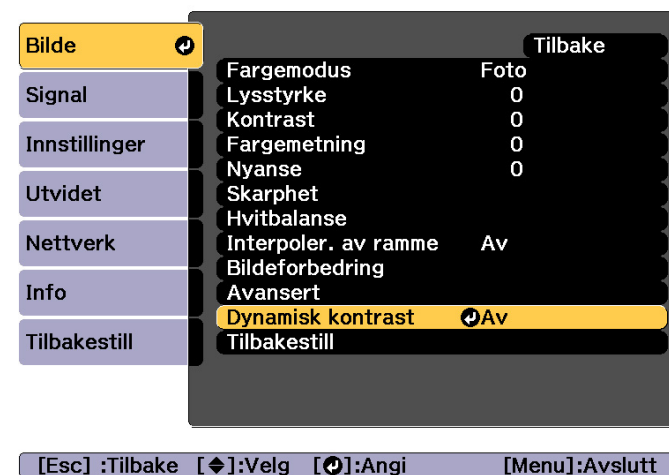 Bilde
Signal
Innstillinger
Utvidet
Nettverk
Info
Tilbakestill
Tilbake
Fargemodus Foto
Lysstyrke 0
Kontrast 0
Fargemetning 0
Nyanse 0
Skarphet
Hvitbalanse
Interpoler. av ramme Av
Bildeforbedring
Avansert
Dynamisk kontrast Av
Tilbakestill
[Esc] :Tilbake [◆]:Velg [↵]:Angi [Menu]:Avslutt